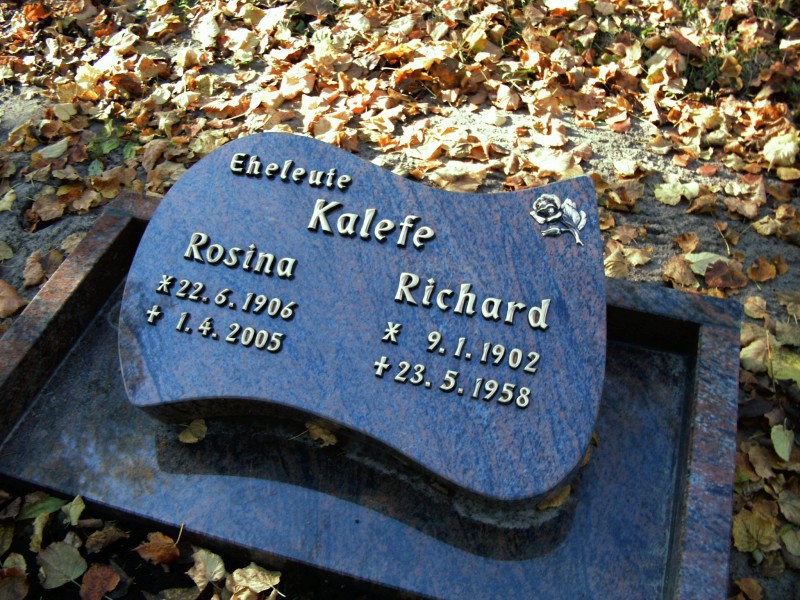 Eheleute
Kalefe
Rosina
* 22. 6. 1906
† 1. 4. 2005
Richard
* 9. 1. 1902
† 23. 5. 1958